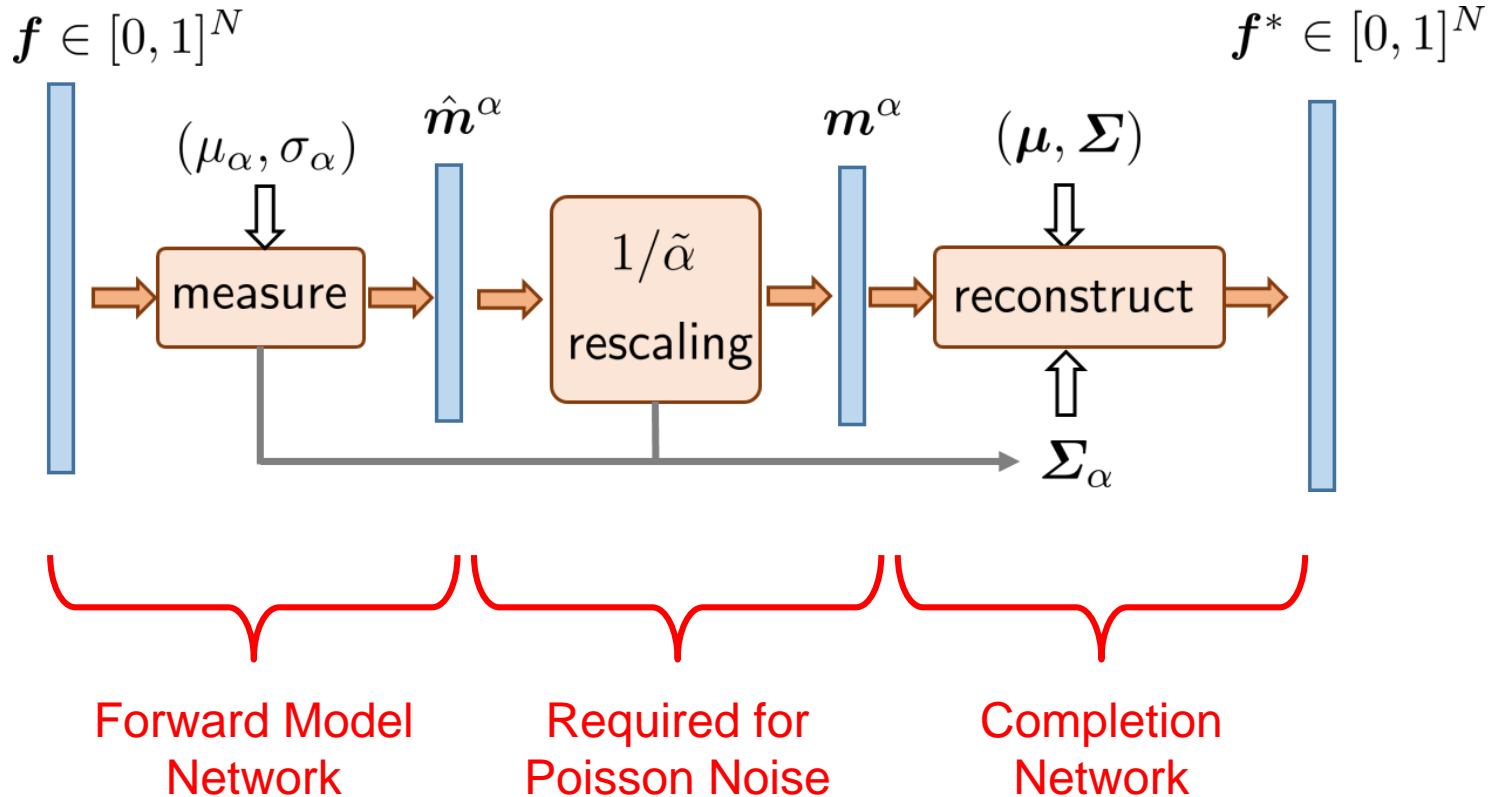 f ∈ [0, 1]^N
f* ∈ [0, 1]^N
(μ_α, σ_α)
m̂^α
m^α
(μ, Σ)
measure
1/α̃
rescaling
reconstruct
Σ_α
Forward Model
Network
Required for
Poisson Noise
Completion
Network